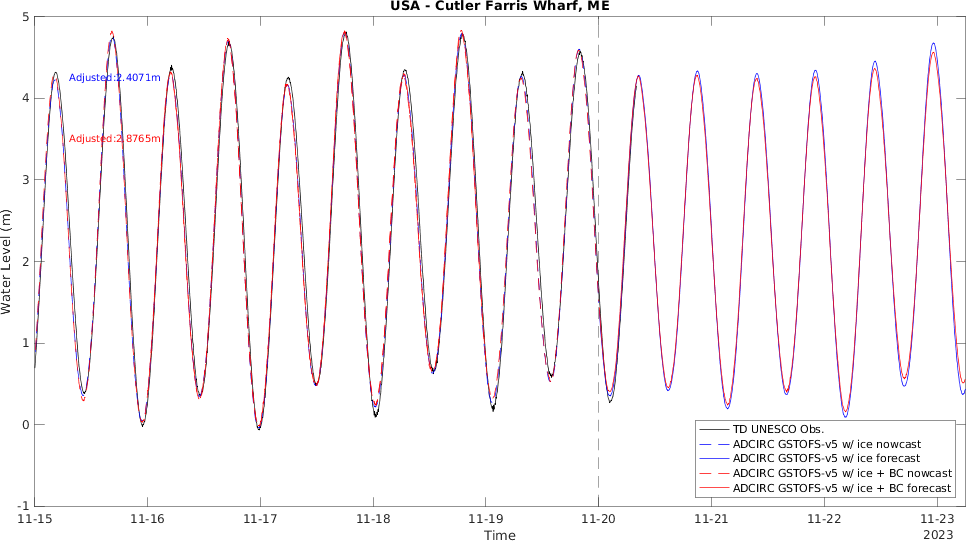 USA - Cutler Farris Wharf, ME
5
4
3
2
1
0
-1
Water Level (m)
Adjusted:2.4071m
Adjusted:2.8765m
TD UNESCO Obs.
ADCIRC GSTOFS-v5 w/ ice nowcast
ADCIRC GSTOFS-v5 w/ ice forecast
ADCIRC GSTOFS-v5 w/ ice + BC nowcast
ADCIRC GSTOFS-v5 w/ ice + BC forecast
11-15 11-16 11-17 11-18 11-19 11-20 11-21 11-22 11-23
Time
2023